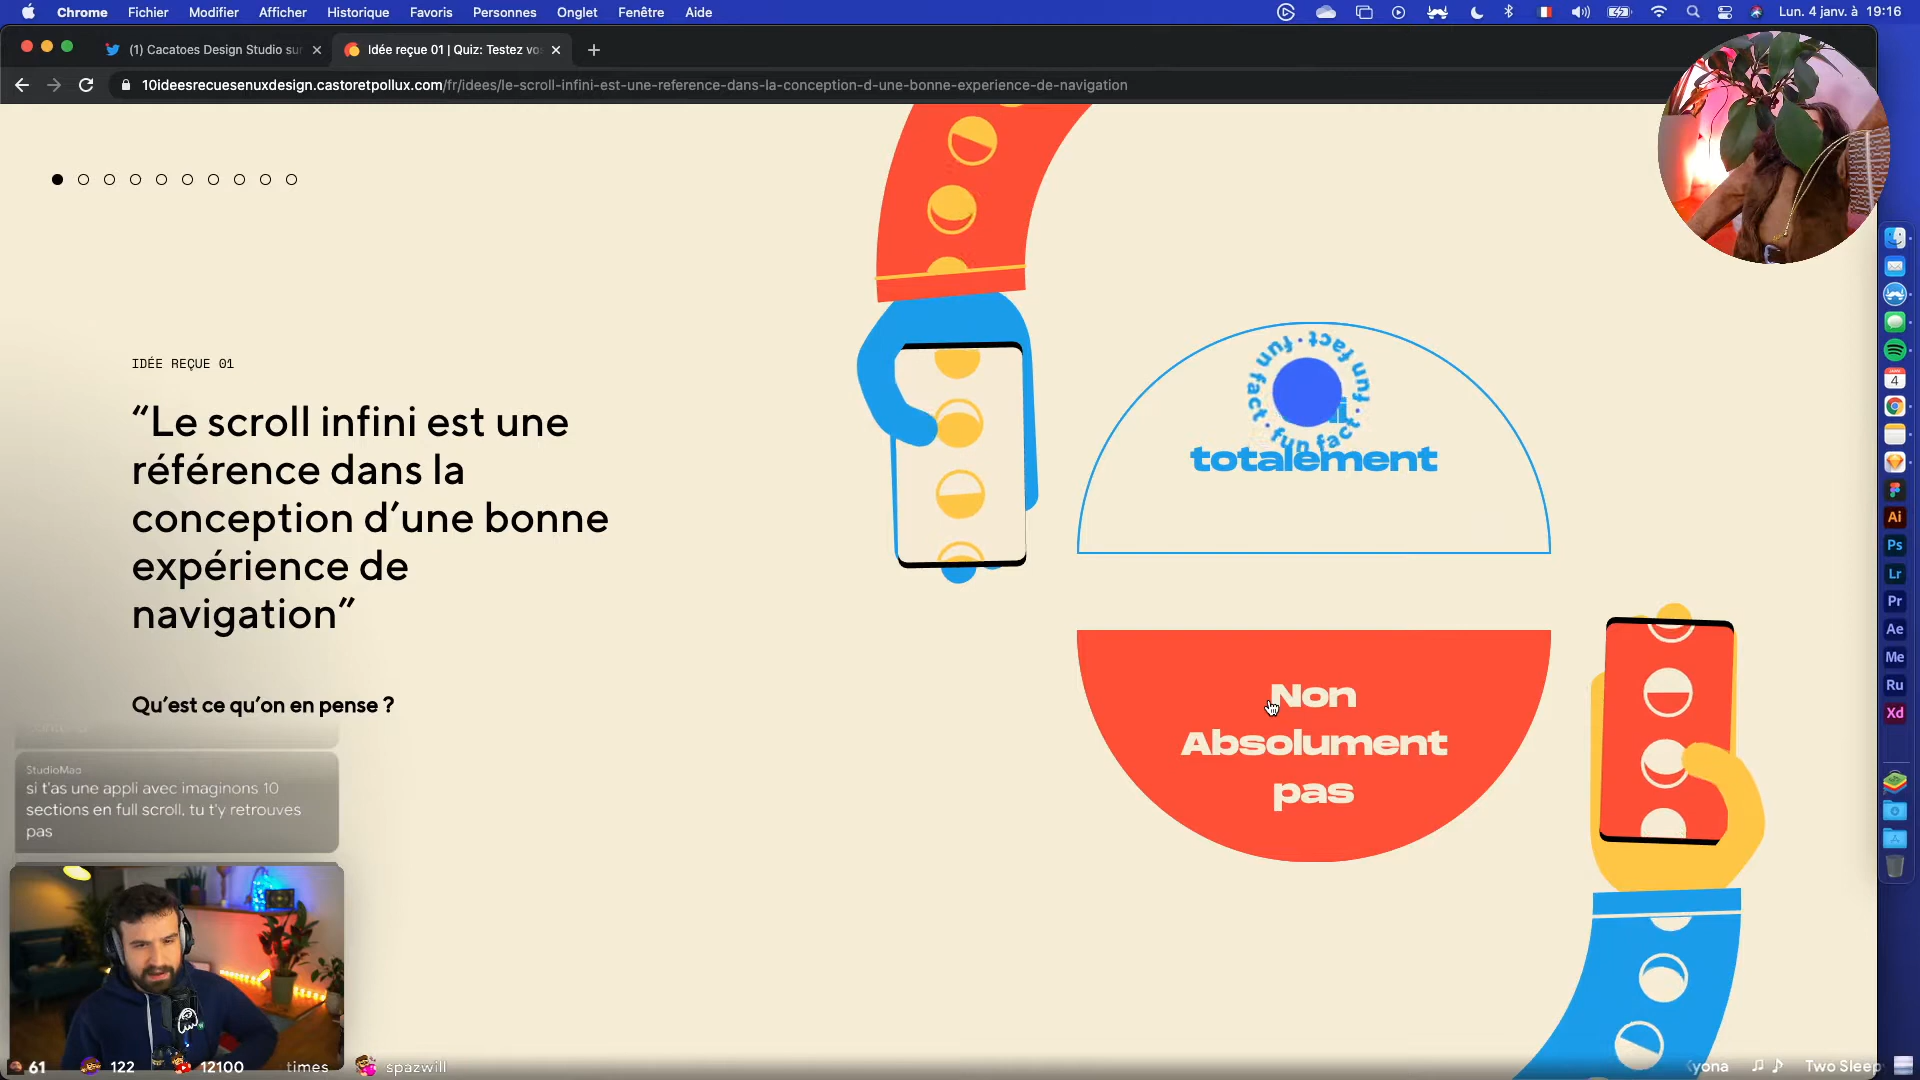 Chrome Fichier Modifier Afficher Historique Favoris Personnes Onglet Fenêtre Aide
Lun. 4 janv. à 19:16
(1) Cacatoes Design Studio sur
Idée reçue 01 | Quiz: Testez vos
10ideesrecuesenuxdesign.castoretpollux.com/fr/idees/le-scroll-infini-est-une-reference-dans-la-conception-d-une-bonne-experience-de-navigation
IDÉE REÇUE 01
“Le scroll infini est une
référence dans la
conception d’une bonne
expérience de
navigation”
Qu’est ce qu’on en pense ?
fun fact · fun fact · fun fact ·
totalement
Non
Absolument
pas
StudioMao
si t'as une appli avec imaginons 10
sections en full scroll, tu t'y retrouves
pas
4
Ai
Ps
Lr
Pr
Ae
Me
Ru
Xd
61
122
12100
times
spazwill
yona
Two Sleep